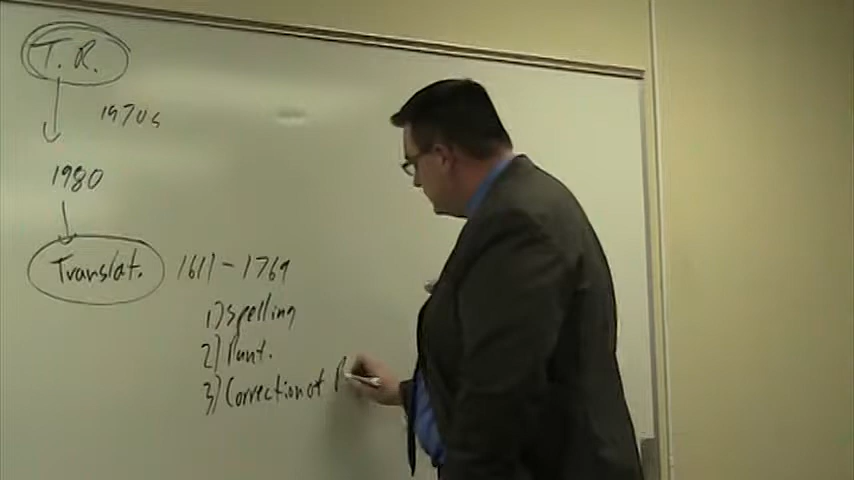 T. R.
1970s
1980
Translat. 1611-1769
1) Spelling
2) Punt.
3) Correction of